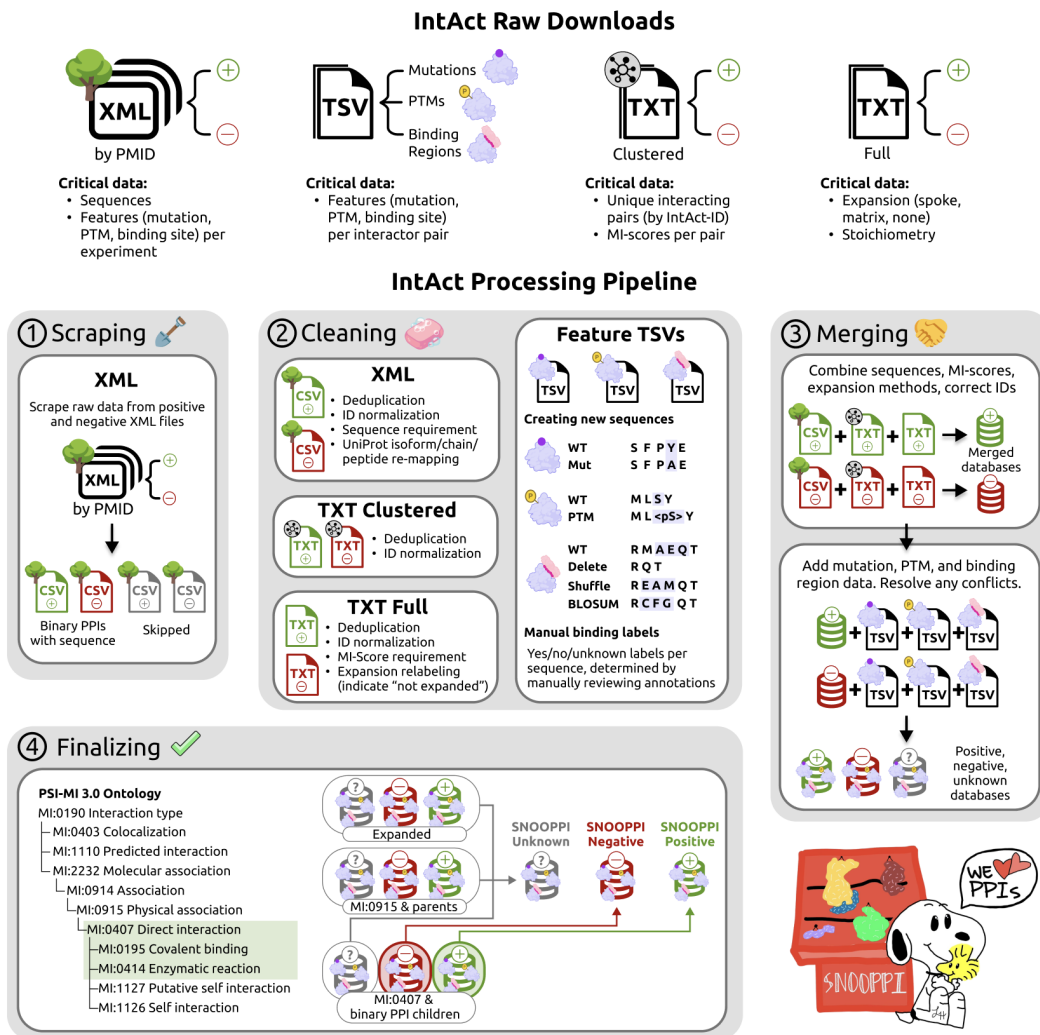 IntAct Raw Downloads
XML
+
−
by PMID
Critical data:
• Sequences
• Features (mutation,
PTM, binding site) per
experiment
TSV
Mutations
P
PTMs
Binding
Regions
Critical data:
• Features (mutation,
PTM, binding site)
per interactor pair
TXT
+
−
Clustered
Critical data:
• Unique interacting
pairs (by IntAct-ID)
• MI-scores per pair
TXT
+
−
Full
Critical data:
• Expansion (spoke,
matrix, none)
• Stoichiometry
IntAct Processing Pipeline
1 Scraping
XML
Scrape raw data from positive
and negative XML files
XML
+
−
by PMID
CSV + CSV − CSV + CSV −
Binary PPIs
with sequence
Skipped
2 Cleaning
XML
CSV +
CSV −
• Deduplication
• ID normalization
• Sequence requirement
• UniProt isoform/chain/
peptide re-mapping
TXT Clustered
TXT + TXT −
• Deduplication
• ID normalization
TXT Full
TXT +
TXT −
• Deduplication
• ID normalization
• MI-Score requirement
• Expansion relabeling
(indicate “not expanded”)
Feature TSVs
TSV P TSV TSV
Creating new sequences
WT S F P Y E
Mut S F P A E
P
WT M L S Y
PTM M L <pS> Y
WT R M A E Q T
Delete R Q T
Shuffle R E A M Q T
BLOSUM R C F G Q T
Manual binding labels
Yes/no/unknown labels per
sequence, determined by
manually reviewing annotations
3 Merging
Combine sequences, MI-scores,
expansion methods, correct IDs
CSV + + TXT + + TXT + +
Merged
databases
CSV − + TXT − + TXT − −
Add mutation, PTM, and binding
region data. Resolve any conflicts.
+ + TSV + P TSV + TSV
− + TSV + P TSV + TSV
+ − ?
Positive,
negative,
unknown
databases
4 Finalizing
PSI-MI 3.0 Ontology
MI:0190 Interaction type
MI:0403 Colocalization
MI:1110 Predicted interaction
MI:2232 Molecular association
MI:0914 Association
MI:0915 Physical association
MI:0407 Direct interaction
MI:0195 Covalent binding
MI:0414 Enzymatic reaction
MI:1127 Putative self interaction
MI:1126 Self interaction
? − +
Expanded
? − +
MI:0915 & parents
? − +
MI:0407 &
binary PPI children
SNOOPPI
Unknown
?
SNOOPPI
Negative
−
SNOOPPI
Positive
+
WE
PPIs
SNOOPPI
LH